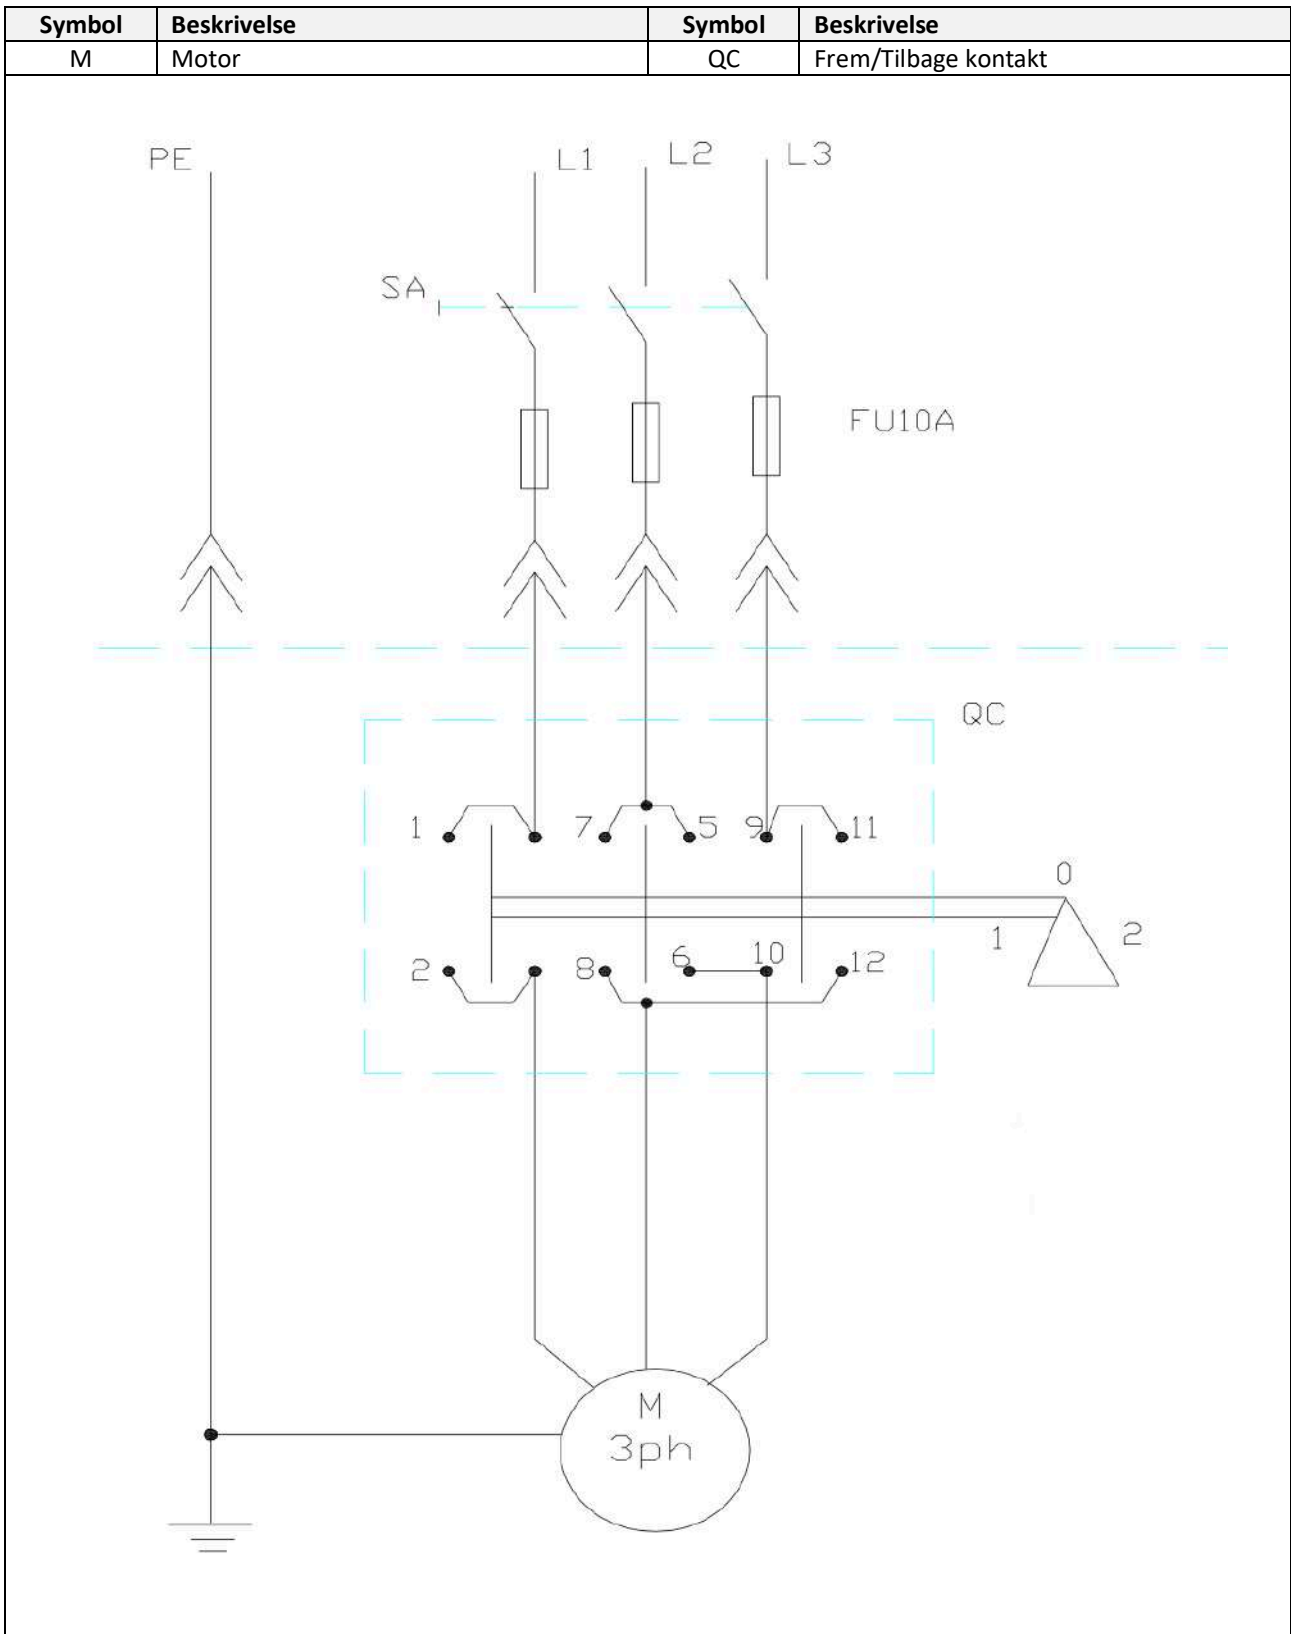 Symbol Beskrivelse Symbol Beskrivelse
M Motor QC Frem/Tilbage kontakt
PE L1 L2 L3
SA
FU10A
QC
1 7 5 9 11
0
1 2
2 8 6 10 12
M
3ph